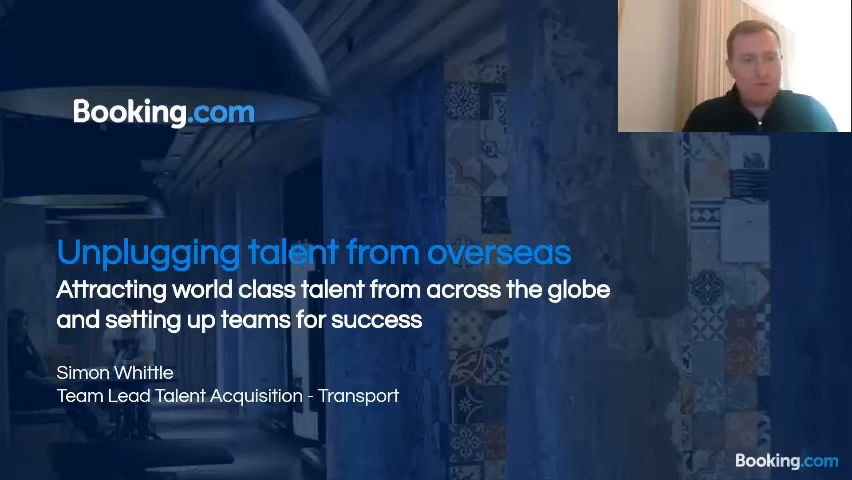 Booking.com
Unplugging talent from overseas
Attracting world class talent from across the globe
and setting up teams for success
Simon Whittle
Team Lead Talent Acquisition - Transport
Booking.com